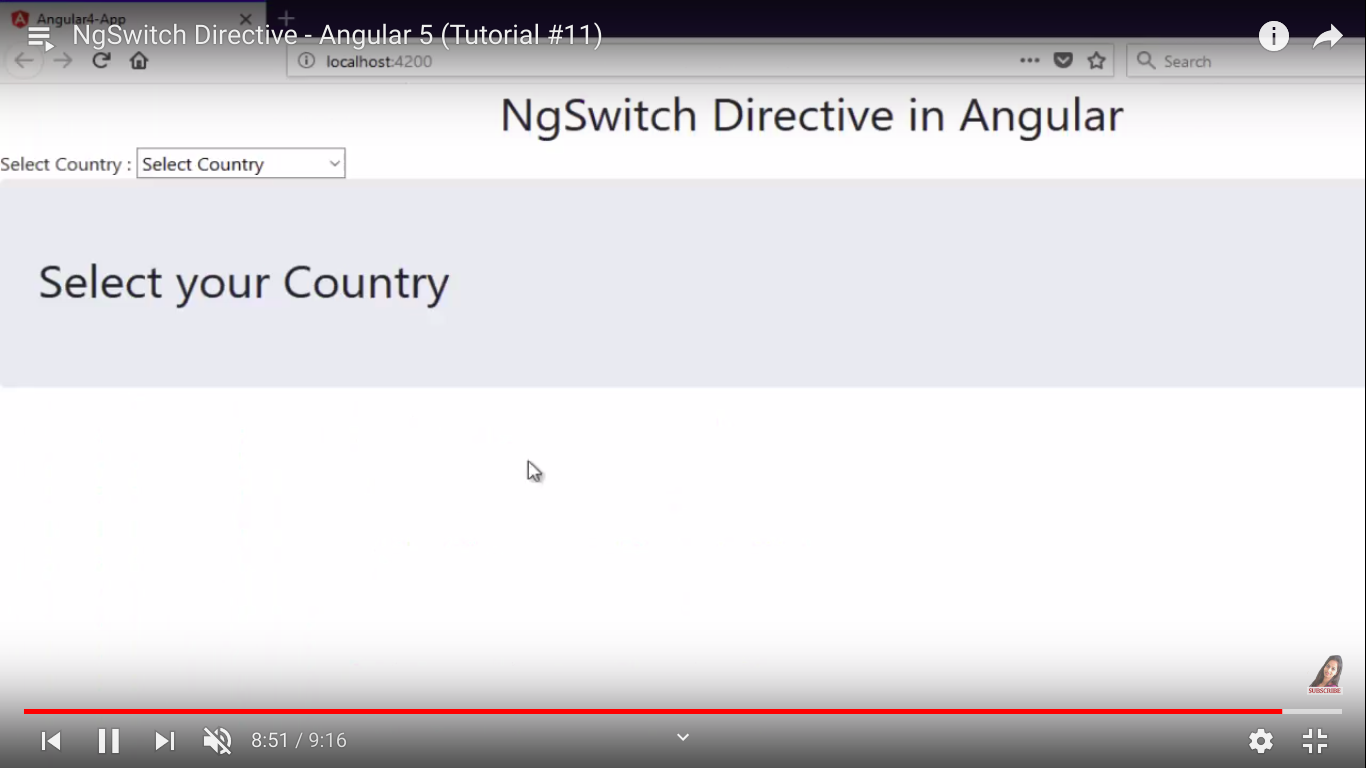 Angular4-App
NgSwitch Directive - Angular 5 (Tutorial #11)
localhost:4200
Search
NgSwitch Directive in Angular
Select Country : Select Country
Select your Country
SUBSCRIBE
8:51 / 9:16